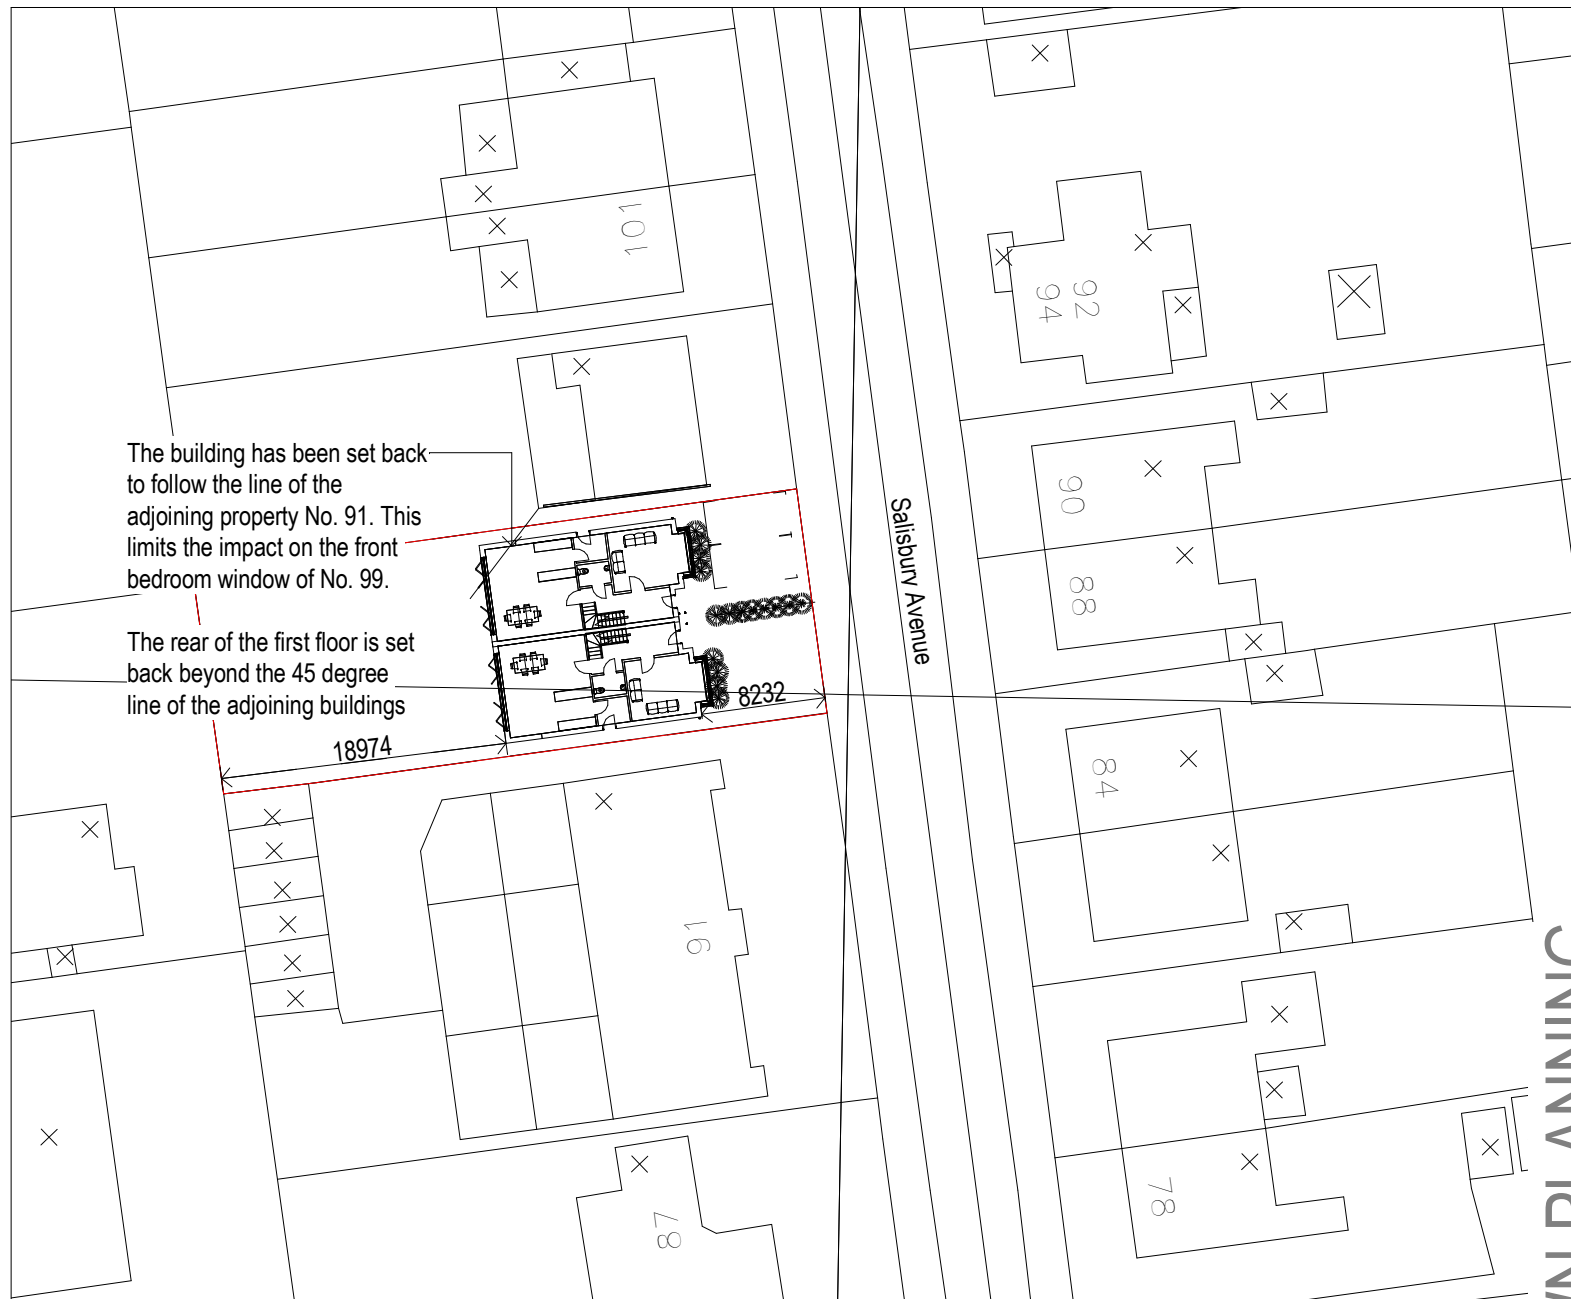 101
92
94
The building has been set back
to follow the line of the
adjoining property No. 91. This
limits the impact on the front
bedroom window of No. 99.
90
Salisbury Avenue
88
The rear of the first floor is set
back beyond the 45 degree
line of the adjoining buildings
8232
18974
84
91
78
87
WN PLANNING